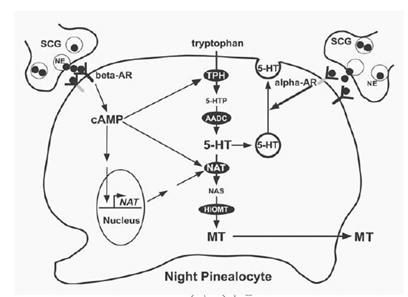 SCG
NE
beta-AR
cAMP
NAT
Nucleus
tryptophan
TPH
5-HTP
AADC
5-HT
NAT
NAS
HIOMT
MT
MT
5-HT
5-HT
alpha-AR
SCG
NE
Night Pinealocyte